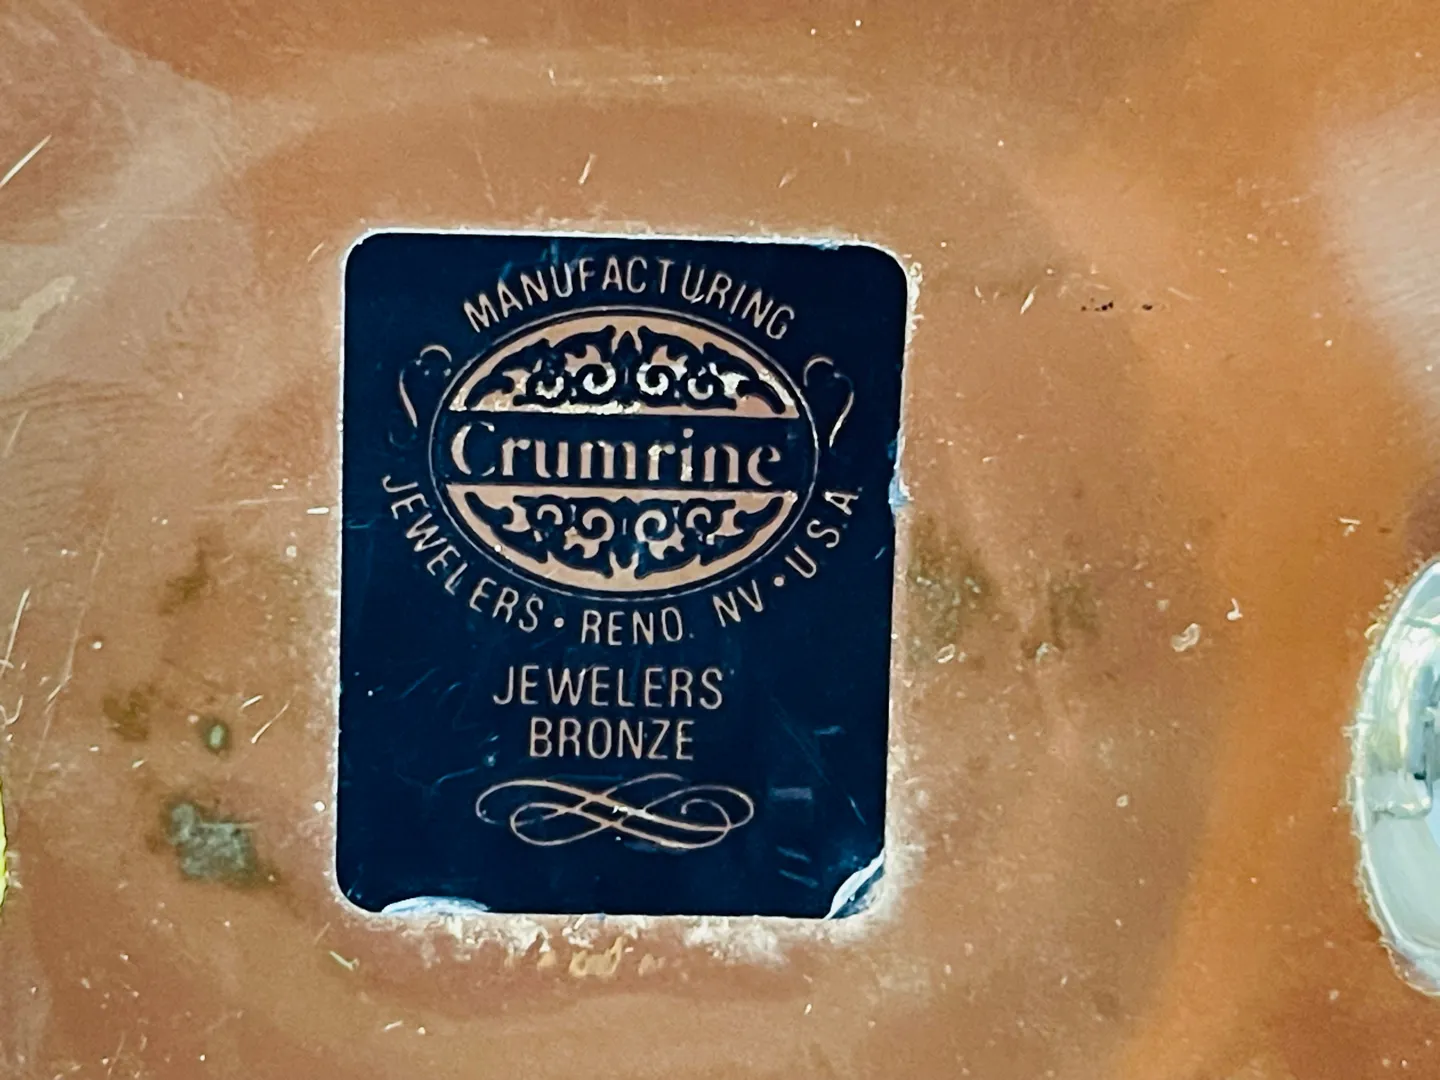 MANUFACTURING
Crumrine
JEWELERS • RENO. NV • U.S.A.
JEWELERS
BRONZE